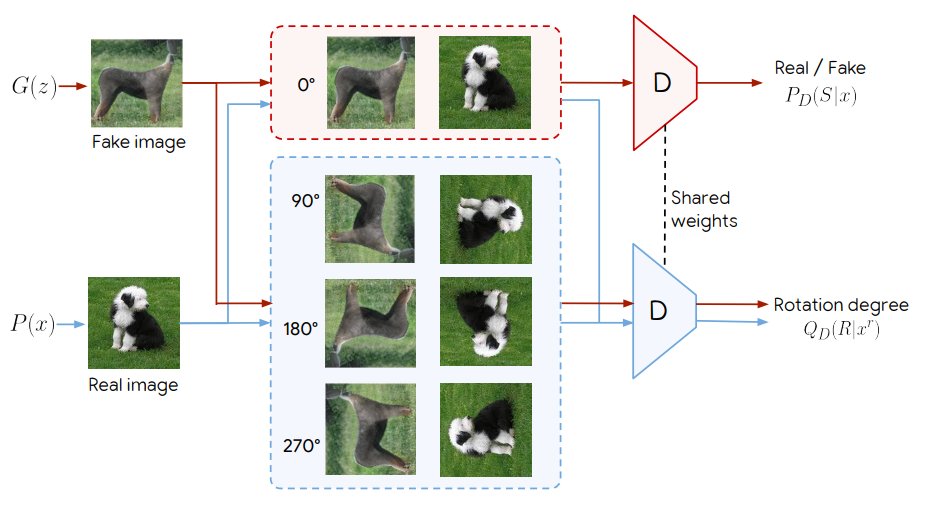 G(z)
Fake image
0°
D
Real / Fake
P_D(S|x)
90°
Shared
weights
P(x)
Real image
180°
D
Rotation degree
Q_D(R|x^r)
270°